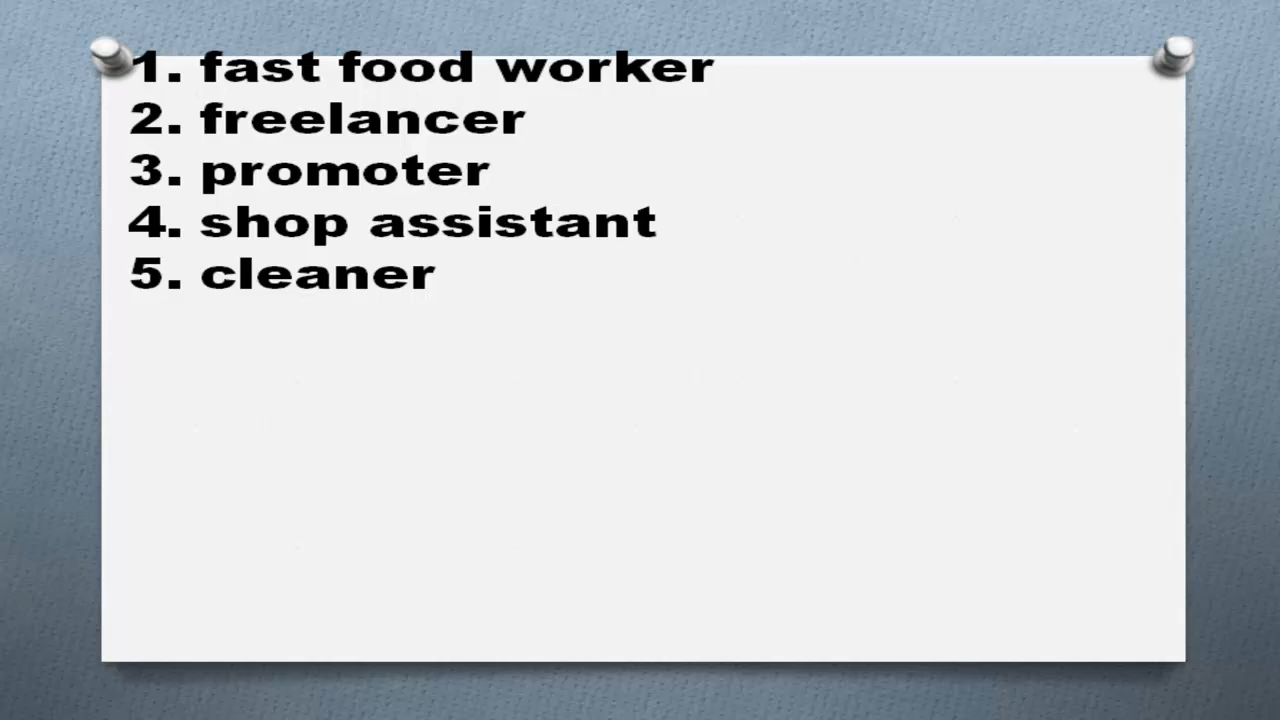 1. fast food worker
2. freelancer
3. promoter
4. shop assistant
5. cleaner